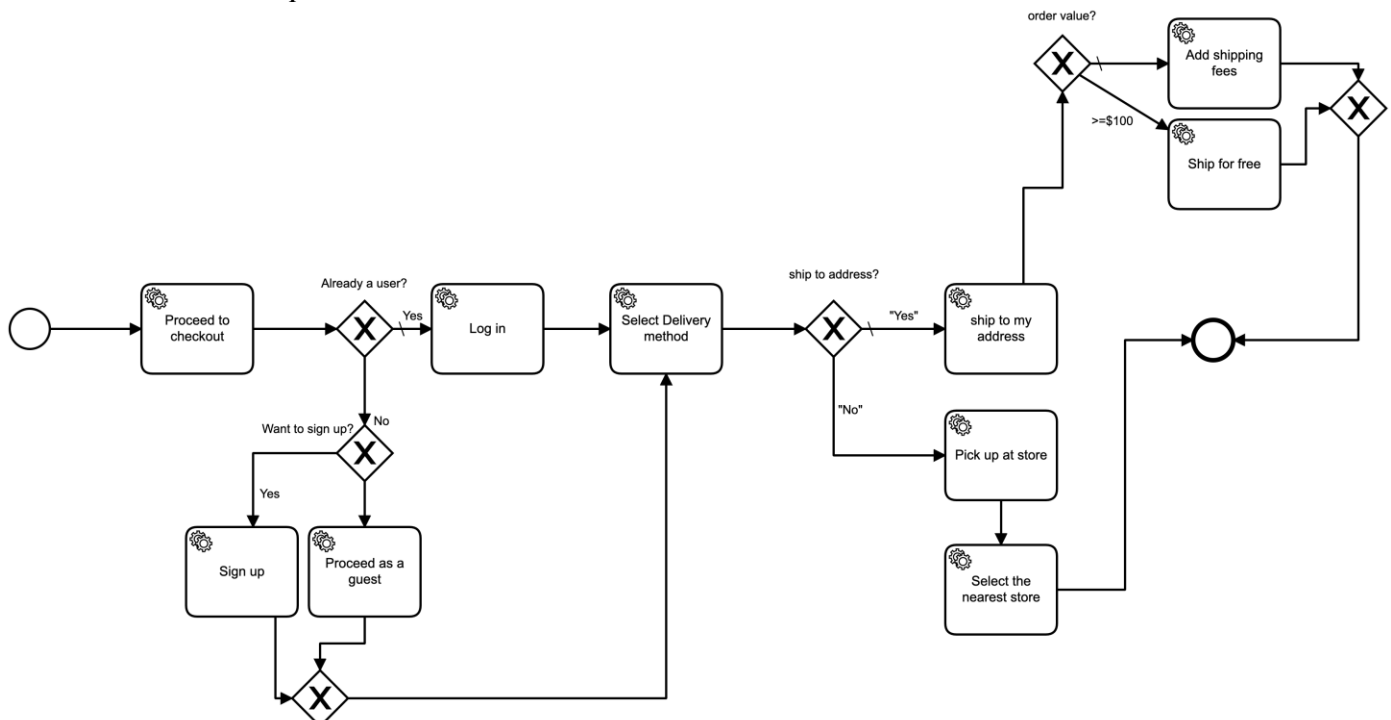 order value?
Add shipping
fees
>=$100
Ship for free
Already a user?
ship to address?
Proceed to
checkout
Yes
Log in
Select Delivery
method
"Yes"
ship to my
address
No
"No"
Want to sign up?
Pick up at store
Yes
Sign up
Proceed as a
guest
Select the
nearest store